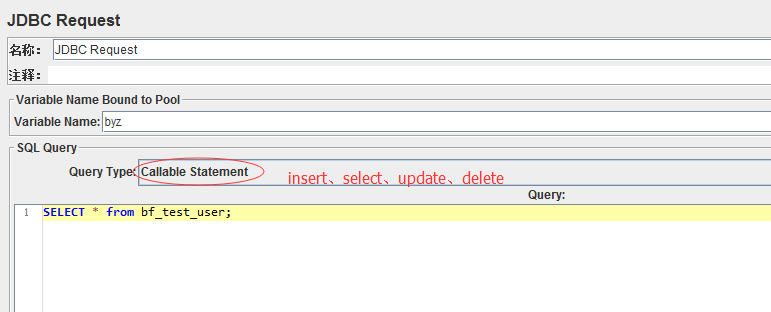 JDBC Request
名称： JDBC Request
注释：
Variable Name Bound to Pool
Variable Name: byz
SQL Query
Query Type: Callable Statement insert、select、update、delete
Query:
1 SELECT * from bf_test_user;